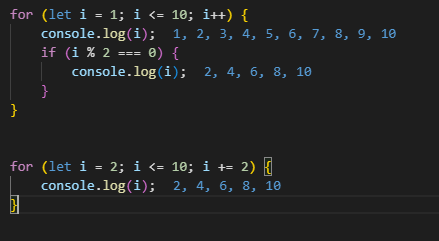 for (let i = 1; i <= 10; i++) {
    console.log(i);  1, 2, 3, 4, 5, 6, 7, 8, 9, 10
    if (i % 2 === 0) {
        console.log(i);  2, 4, 6, 8, 10
    }
}
for (let i = 2; i <= 10; i += 2) {
    console.log(i);  2, 4, 6, 8, 10
}